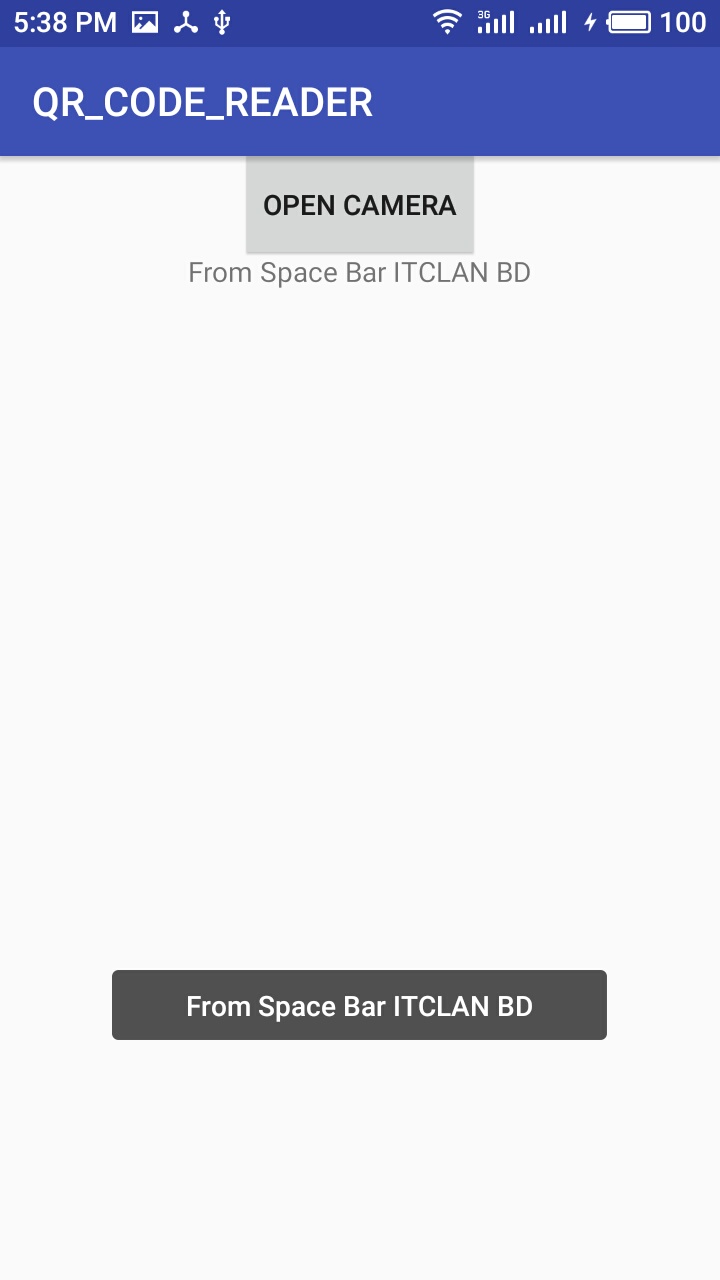 5:38 PM
3G
100
QR_CODE_READER
OPEN CAMERA
From Space Bar ITCLAN BD
From Space Bar ITCLAN BD